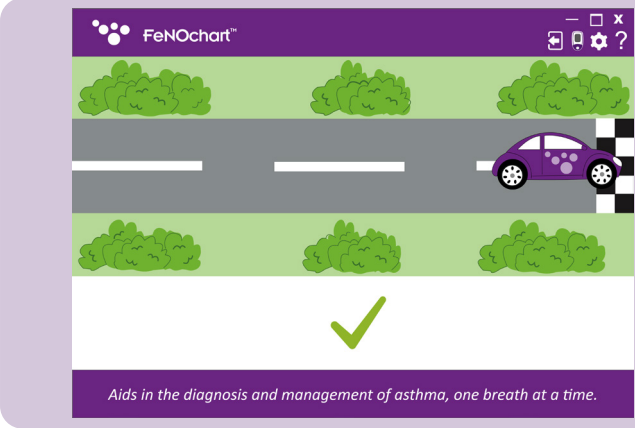 FeNOchart™
Aids in the diagnosis and management of asthma, one breath at a time.